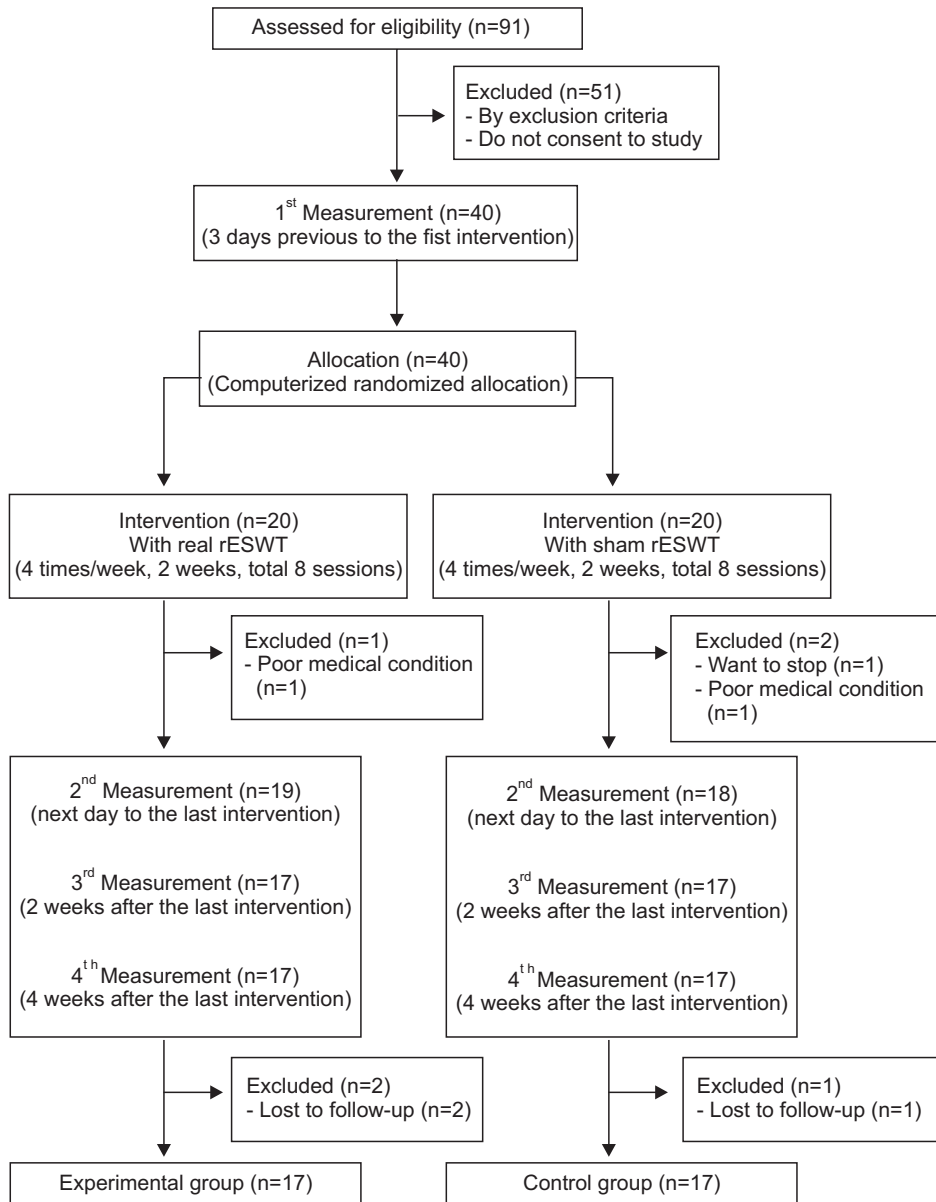 Assessed for eligibility (n=91)
Excluded (n=51)
- By exclusion criteria
- Do not consent to study
1st Measurement (n=40)
(3 days previous to the fist intervention)
Allocation (n=40)
(Computerized randomized allocation)
Intervention (n=20)
With real rESWT
(4 times/week, 2 weeks, total 8 sessions)
Intervention (n=20)
With sham rESWT
(4 times/week, 2 weeks, total 8 sessions)
Excluded (n=1)
- Poor medical condition
(n=1)
Excluded (n=2)
- Want to stop (n=1)
- Poor medical condition
(n=1)
2nd Measurement (n=19)
(next day to the last intervention)
3rd Measurement (n=17)
(2 weeks after the last intervention)
4th Measurement (n=17)
(4 weeks after the last intervention)
2nd Measurement (n=18)
(next day to the last intervention)
3rd Measurement (n=17)
(2 weeks after the last intervention)
4th Measurement (n=17)
(4 weeks after the last intervention)
Excluded (n=2)
- Lost to follow-up (n=2)
Excluded (n=1)
- Lost to follow-up (n=1)
Experimental group (n=17)
Control group (n=17)